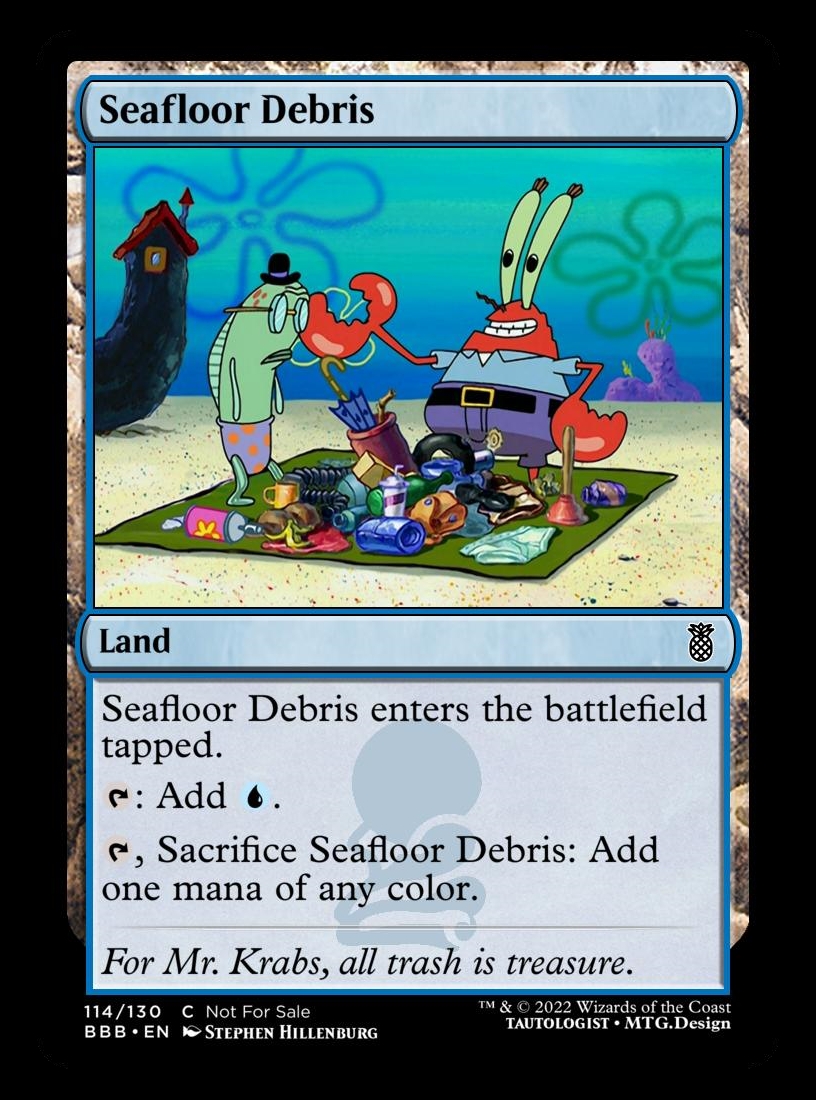 Seafloor Debris
Land
Seafloor Debris enters the battlefield
tapped.
: Add .
, Sacrifice Seafloor Debris: Add
one mana of any color.
For Mr. Krabs, all trash is treasure.
114/130 C Not For Sale
BBB • EN STEPHEN HILLENBURG
™ & © 2022 Wizards of the Coast
TAUTOLOGIST • MTG.Design